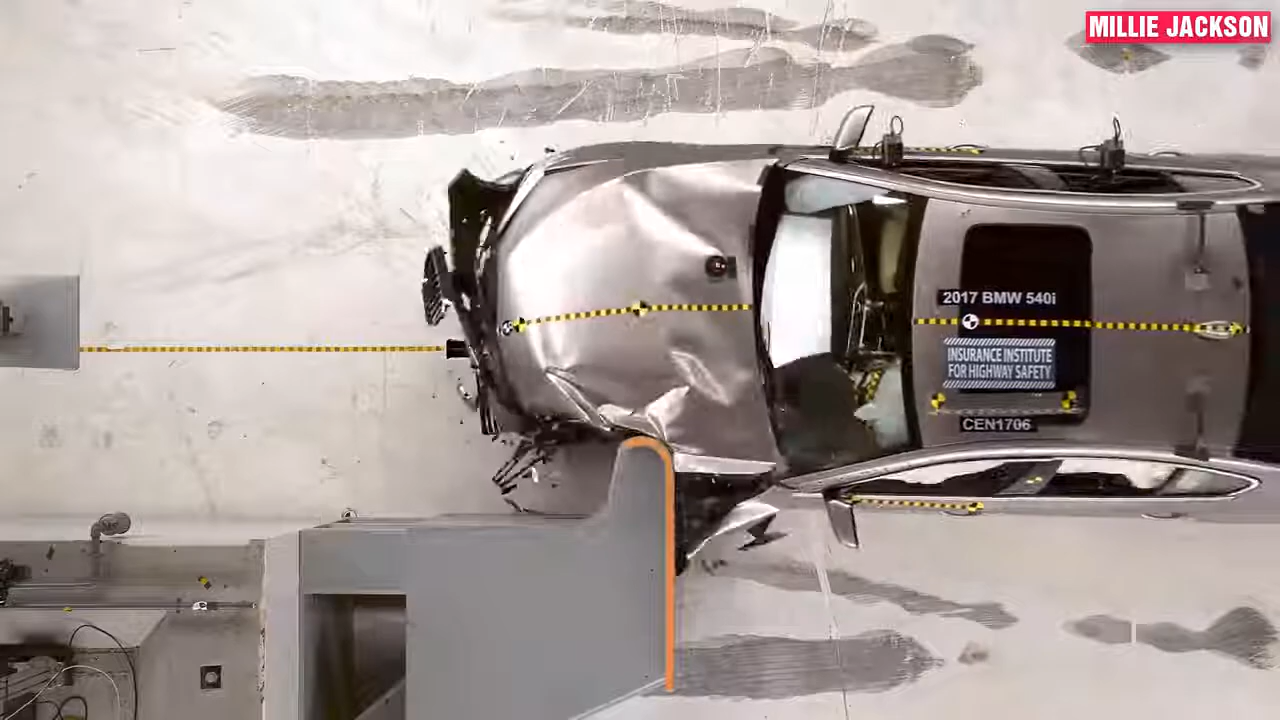 MILLIE JACKSON
2017 BMW 540i
INSURANCE INSTITUTE
FOR HIGHWAY SAFETY
CEN1706